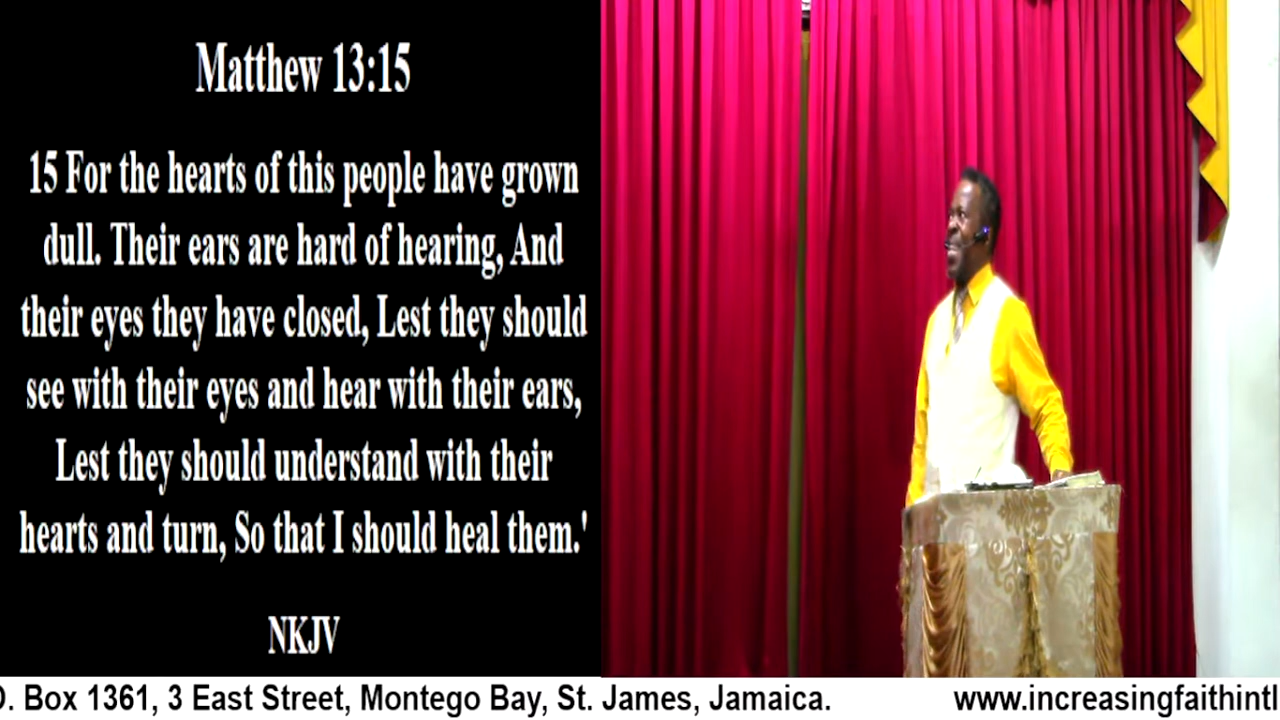 Matthew 13:15
15 For the hearts of this people have grown
dull. Their ears are hard of hearing, And
their eyes they have closed, Lest they should
see with their eyes and hear with their ears,
Lest they should understand with their
hearts and turn, So that I should heal them.'
NKJV
O. Box 1361, 3 East Street, Montego Bay, St. James, Jamaica. www.increasingfaithintl